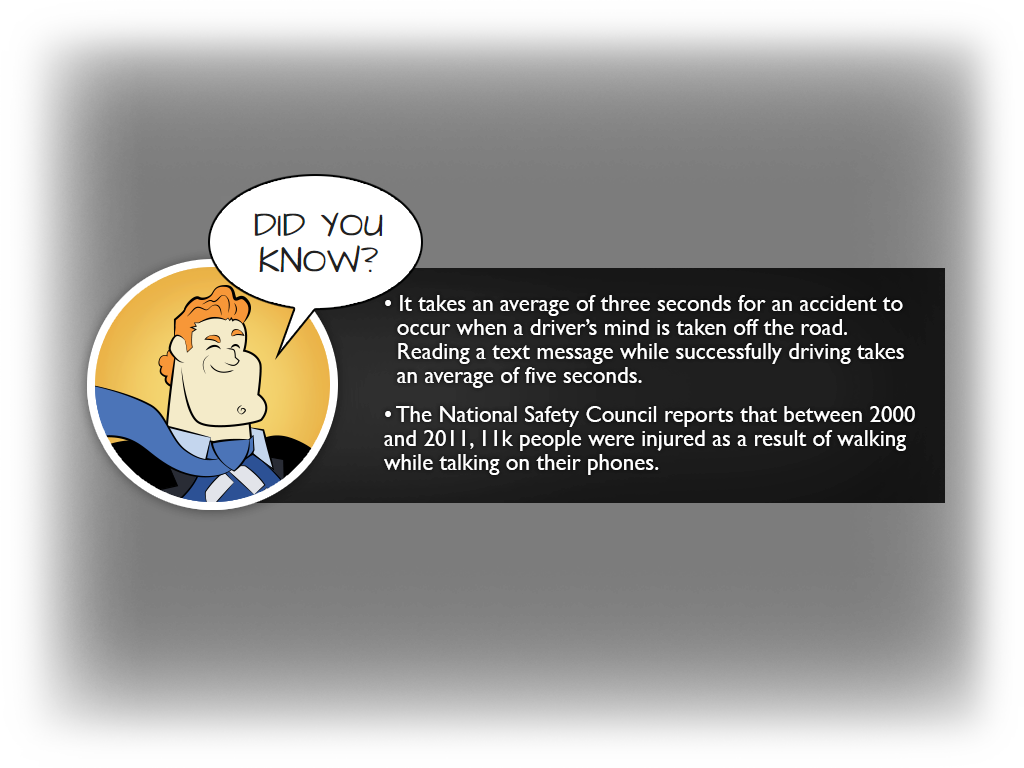 DID YOU
KNOW?
• It takes an average of three seconds for an accident to
occur when a driver’s mind is taken off the road.
Reading a text message while successfully driving takes
an average of five seconds.
• The National Safety Council reports that between 2000
and 2011, 11k people were injured as a result of walking
while talking on their phones.